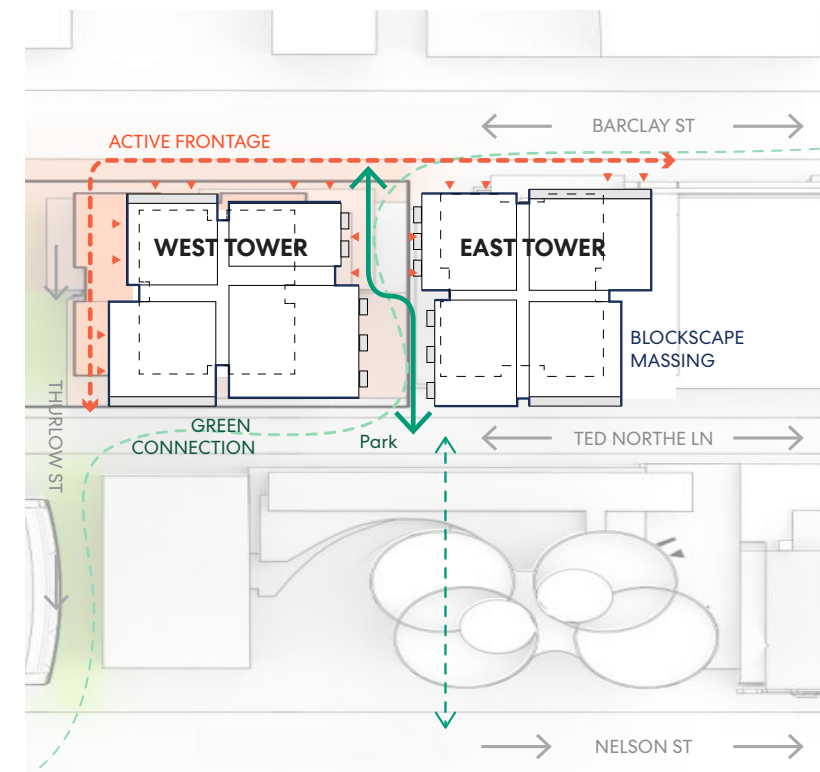 BARCLAY ST
ACTIVE FRONTAGE
WEST TOWER
EAST TOWER
BLOCKSCAPE
MASSING
THURLOW ST
GREEN
CONNECTION
Park
TED NORTHE LN
NELSON ST